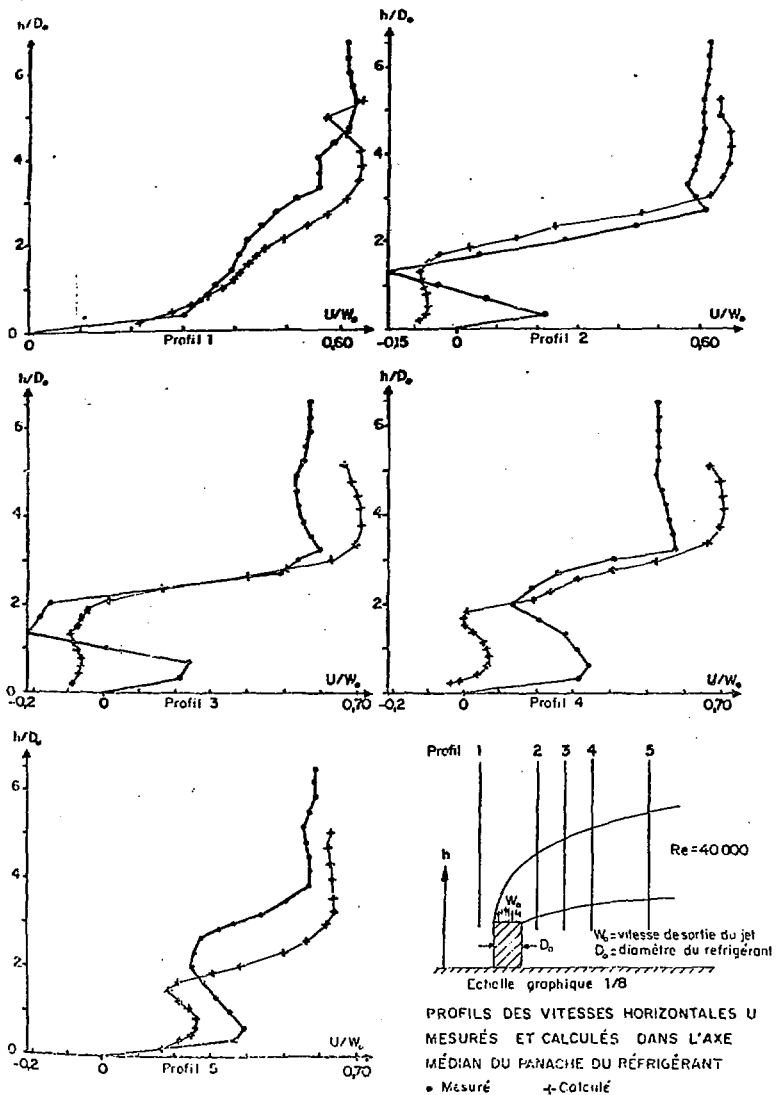 h/D₀
6
4
2
0
0
Profil 1
0,60
U/W₀
h/D₀
6
4
2
0
-0,15
0
Profil 2
0,60
U/W₀
h/D₀
6
4
2
0
-0,2
0
Profil 3
0,70
U/W₀
h/D₀
6
4
2
0
-0,2
0
Profil 4
0,70
U/W₀
h/D₀
6
4
2
0
-0,2
0
Profil 5
0,70
U/W₀
Profil 1 2 3 4 5
Re=40000
h
W₀
D₀
W₀=vitesse de sortie du jet
D₀=diamètre du refrigérant
Echelle graphique 1/8
PROFILS DES VITESSES HORIZONTALES U
MESURÉS ET CALCULÉS DANS L'AXE
MÉDIAN DU PANACHE DU RÉFRIGÉRANT
• Mesuré + Calculé